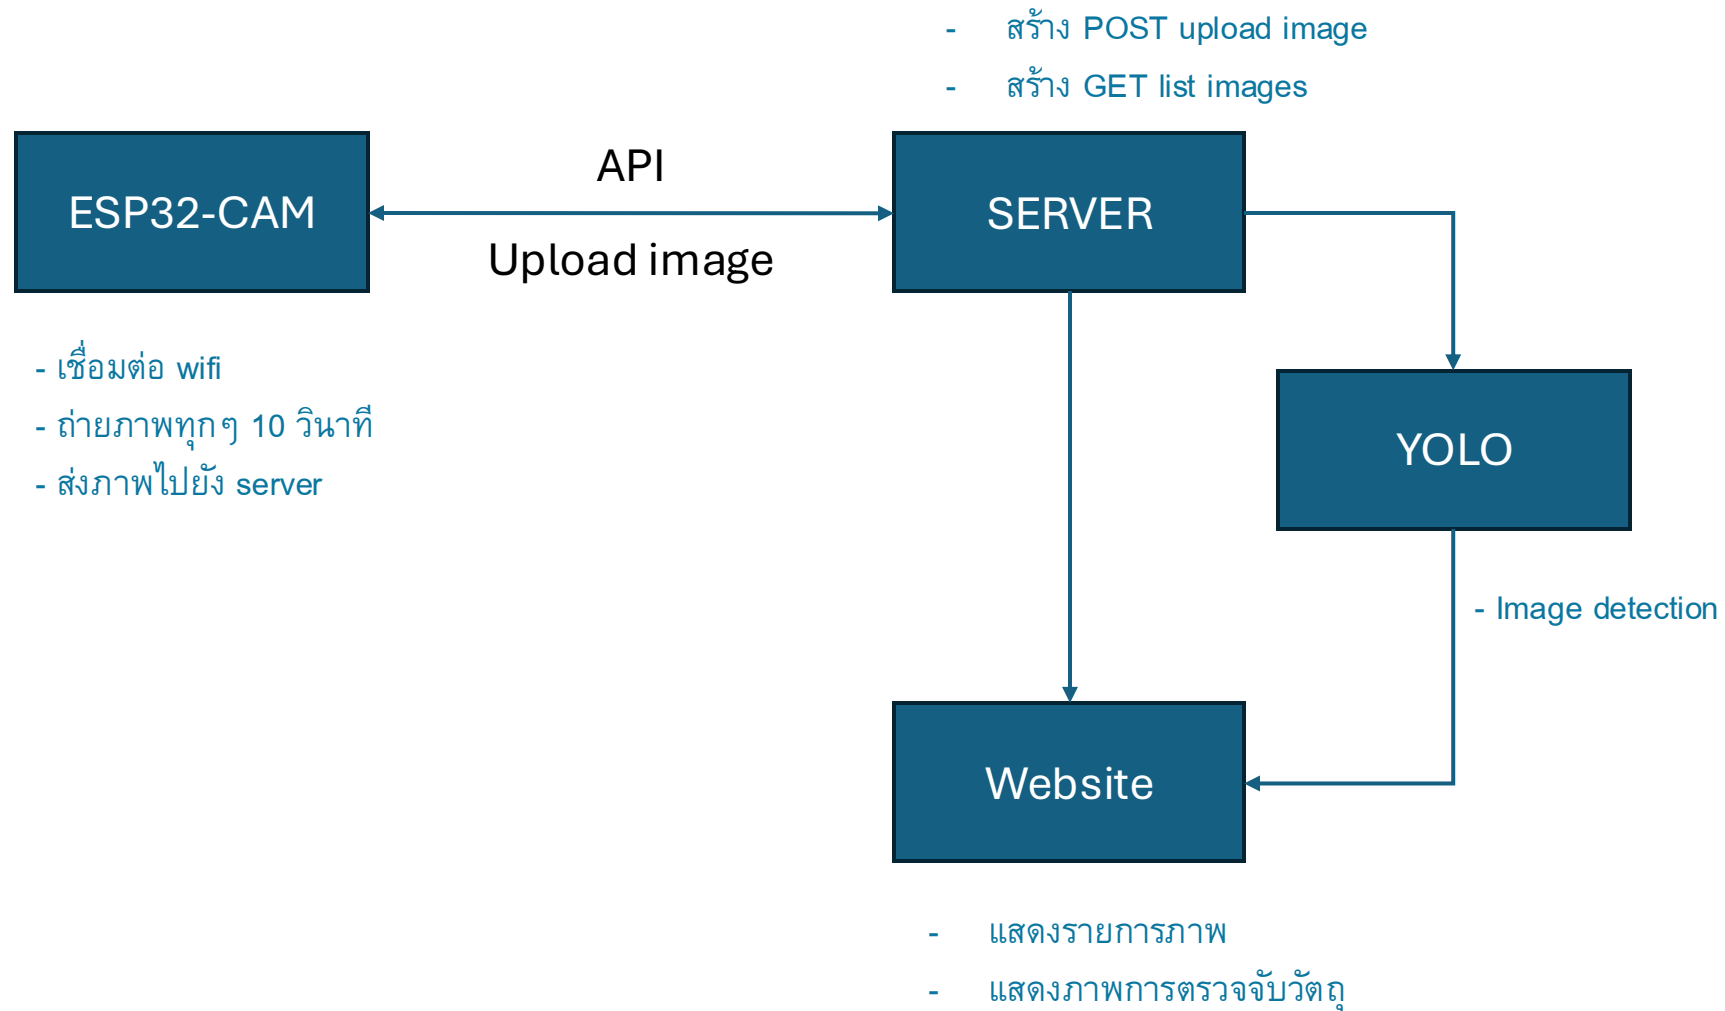 - สร้าง POST upload image
- สร้าง GET list images
ESP32-CAM
API
Upload image
SERVER
- เชื่อมต่อ wifi
- ถ่ายภาพทุกๆ 10 วินาที
- ส่งภาพไปยัง server
YOLO
- Image detection
Website
- แสดงรายการภาพ
- แสดงภาพการตรวจจับวัตถุ